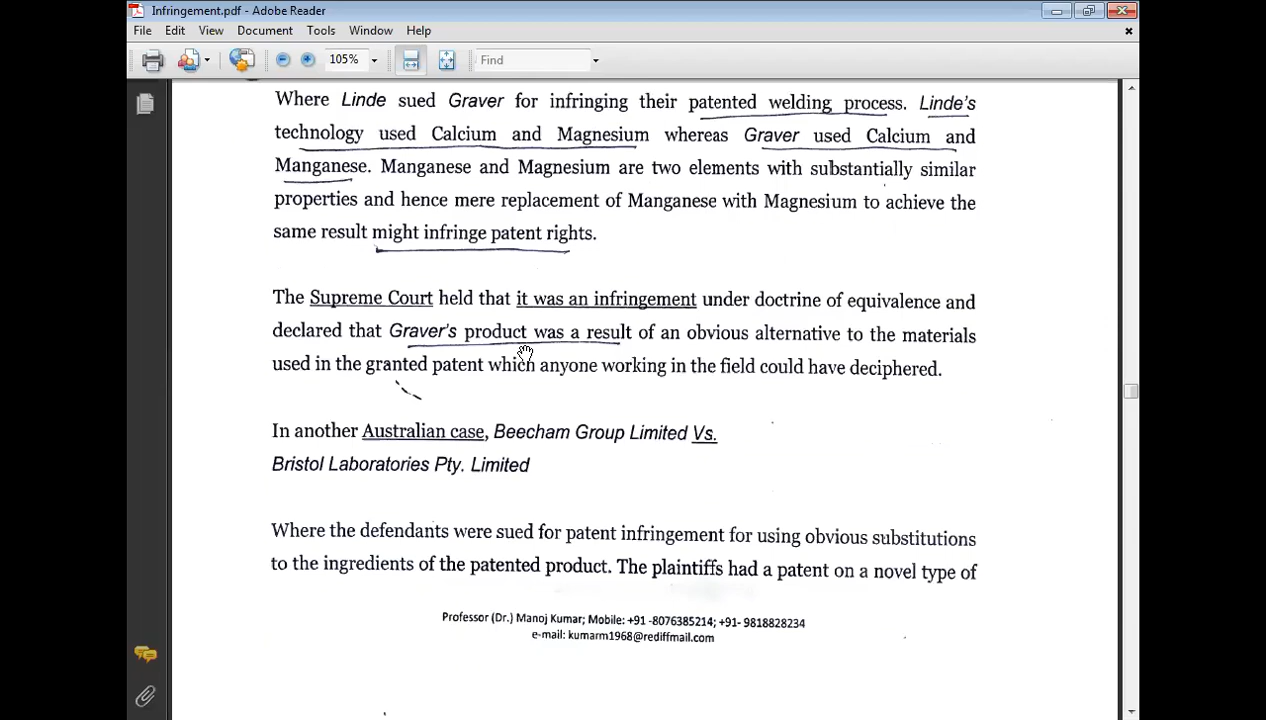 Infringement.pdf - Adobe Reader
File Edit View Document Tools Window Help
105% Find
Where Linde sued Graver for infringing their patented welding process. Linde's
technology used Calcium and Magnesium whereas Graver used Calcium and
Manganese. Manganese and Magnesium are two elements with substantially similar
properties and hence mere replacement of Manganese with Magnesium to achieve the
same result might infringe patent rights.
The Supreme Court held that it was an infringement under doctrine of equivalence and
declared that Graver's product was a result of an obvious alternative to the materials
used in the granted patent which anyone working in the field could have deciphered.
In another Australian case, Beecham Group Limited Vs.
Bristol Laboratories Pty. Limited
Where the defendants were sued for patent infringement for using obvious substitutions
to the ingredients of the patented product. The plaintiffs had a patent on a novel type of
Professor (Dr.) Manoj Kumar; Mobile: +91 -8076385214; +91- 9818828234
e-mail: kumarm1968@rediffmail.com